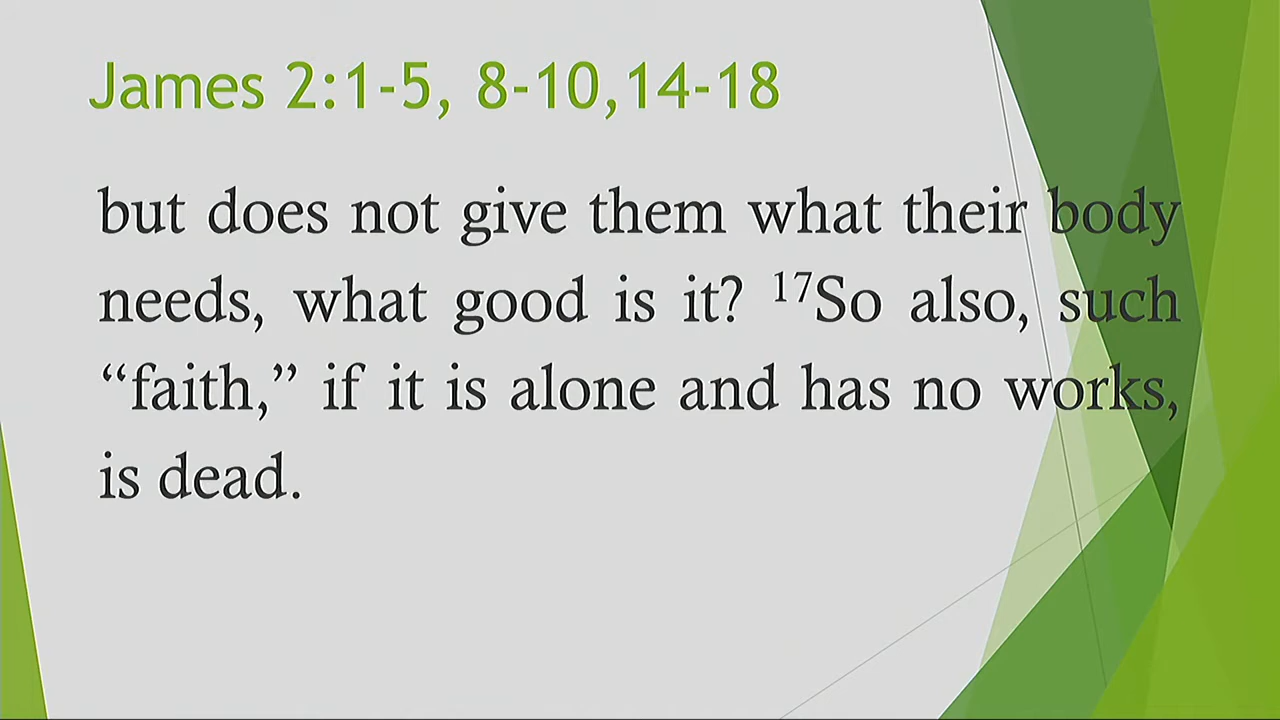 James 2:1-5, 8-10,14-18
but does not give them what their body
needs, what good is it? ¹⁷So also, such
“faith,” if it is alone and has no works,
is dead.